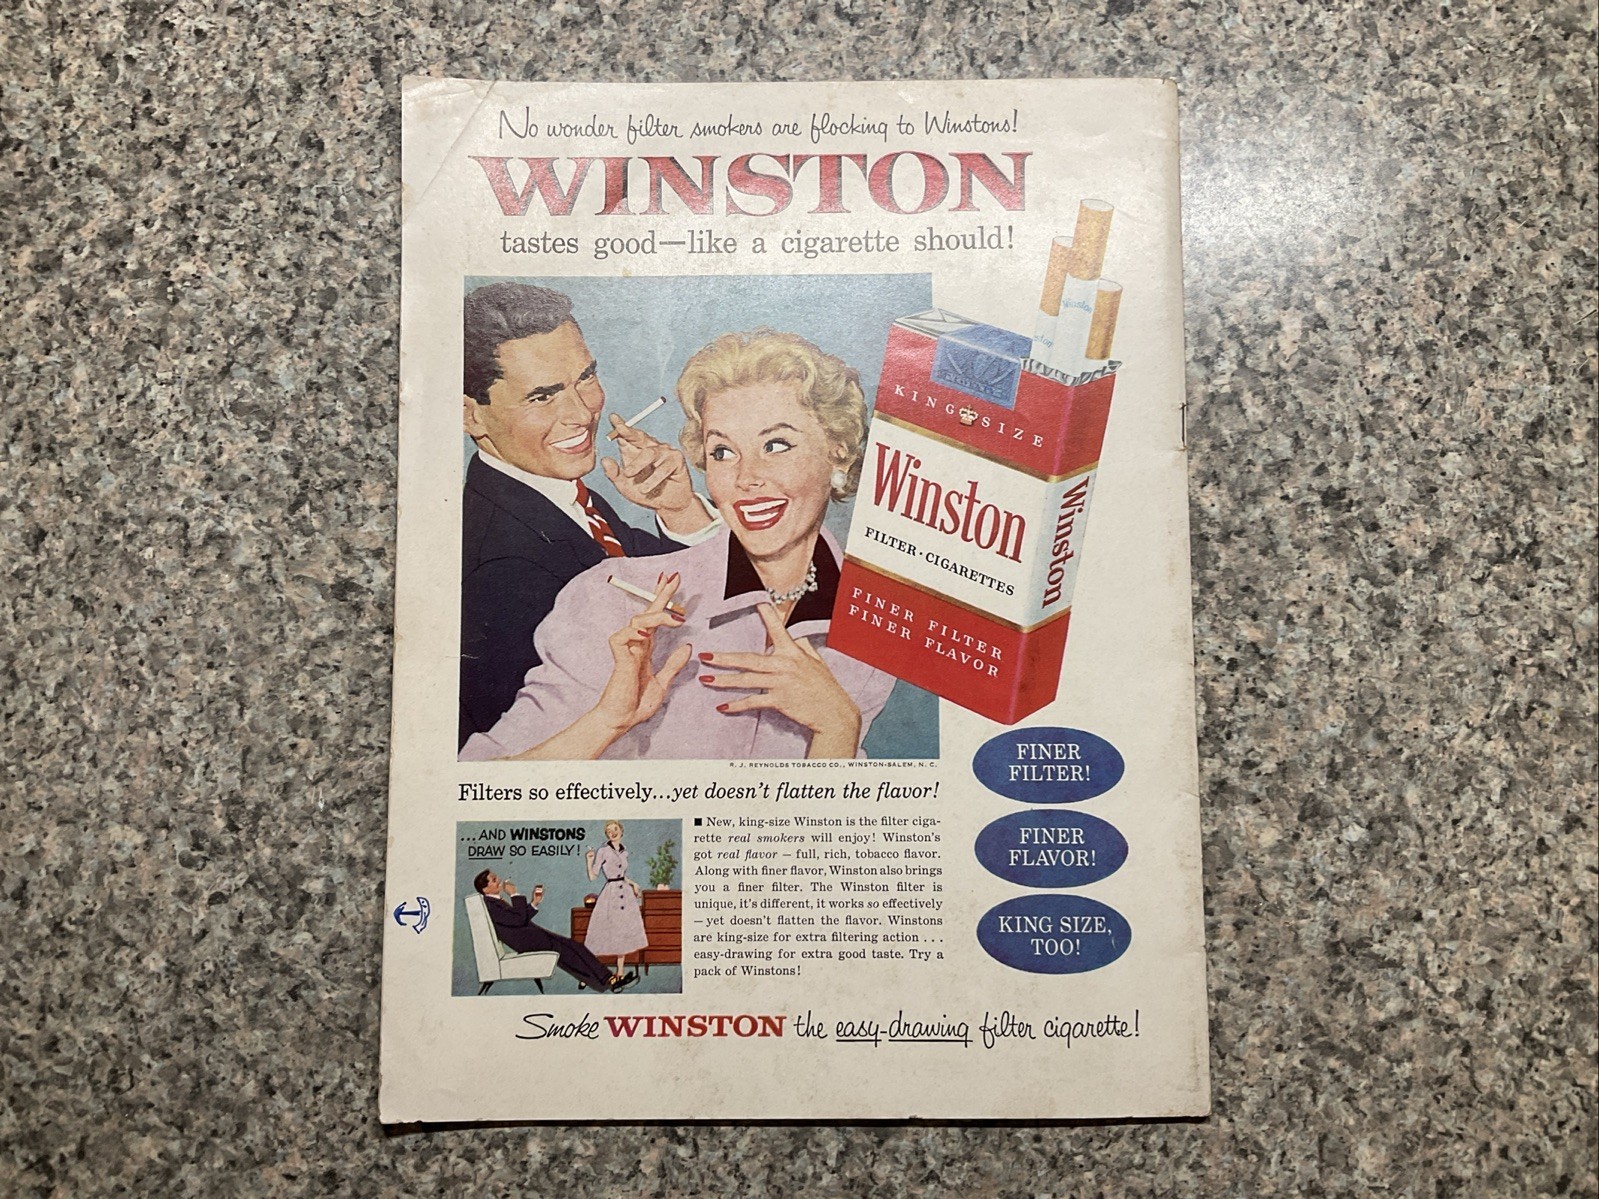 No wonder filter smokers are flocking to Winstons!
WINSTON
tastes good—like a cigarette should!
KING SIZE
Winston
FILTER·CIGARETTES
FINER FILTER
FINER FLAVOR
Winston
R. J. REYNOLDS TOBACCO CO., WINSTON-SALEM, N. C.
Filters so effectively...yet doesn't flatten the flavor!
...AND WINSTONS
DRAW SO EASILY!
■ New, king-size Winston is the filter ciga-
rette real smokers will enjoy! Winston's
got real flavor — full, rich, tobacco flavor.
Along with finer flavor, Winston also brings
you a finer filter. The Winston filter is
unique, it's different, it works so effectively
— yet doesn't flatten the flavor. Winstons
are king-size for extra filtering action . . .
easy-drawing for extra good taste. Try a
pack of Winstons!
FINER
FILTER!
FINER
FLAVOR!
KING SIZE,
TOO!
Smoke WINSTON the easy-drawing filter cigarette!